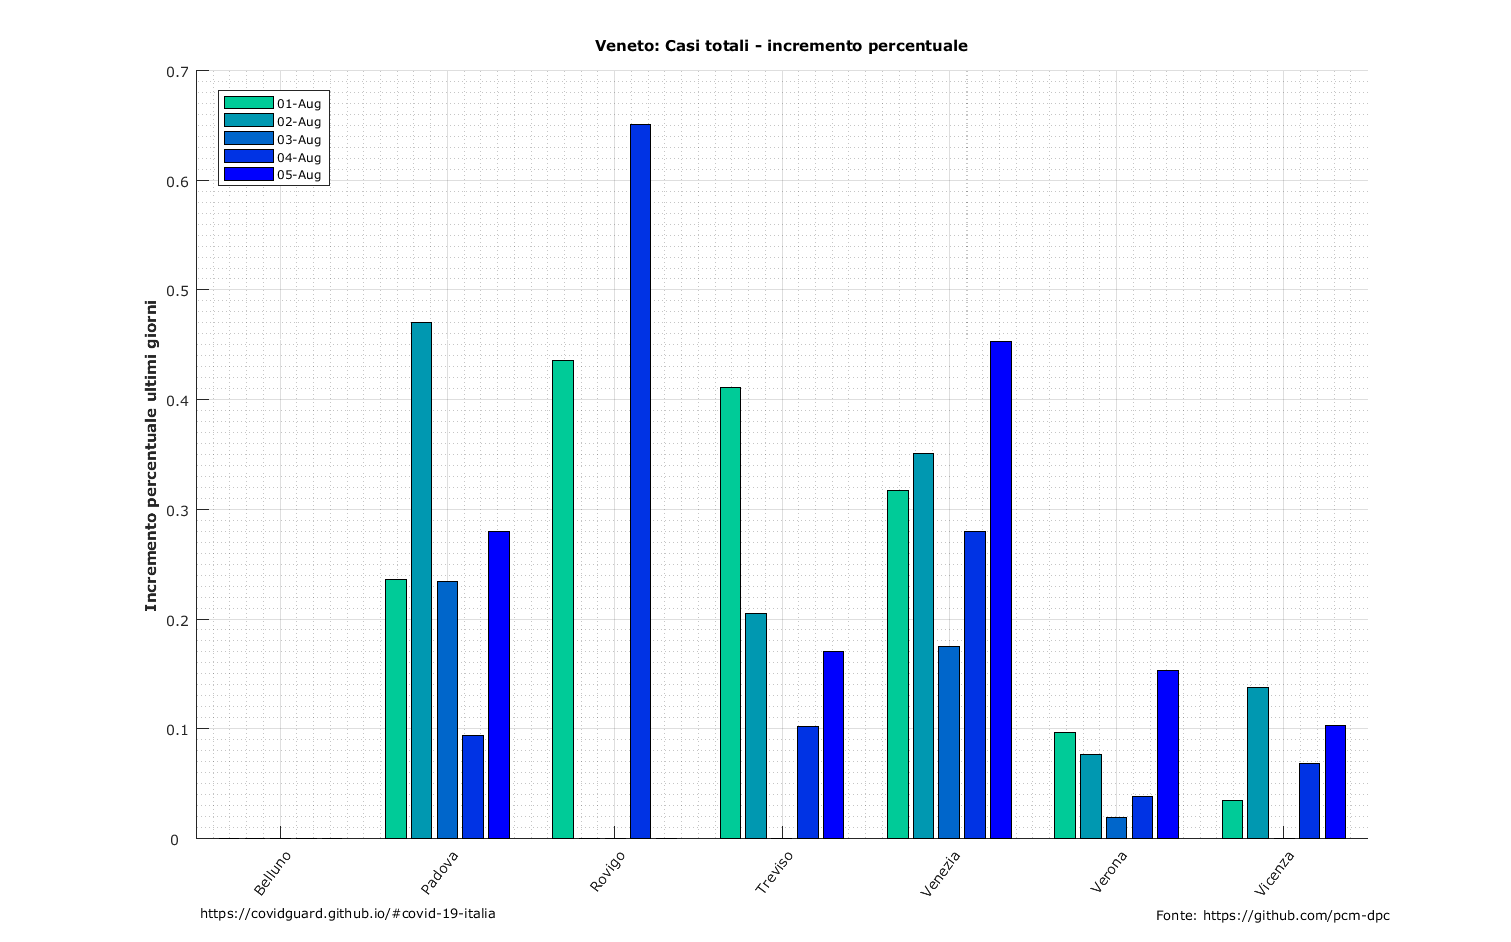 Veneto: Casi totali - incremento percentuale
0.7
0.6
0.5
0.4
0.3
0.2
0.1
0
Incremento percentuale ultimi giorni
01-Aug
02-Aug
03-Aug
04-Aug
05-Aug
Belluno
Padova
Rovigo
Treviso
Venezia
Verona
Vicenza
https://covidguard.github.io/#covid-19-italia
Fonte: https://github.com/pcm-dpc